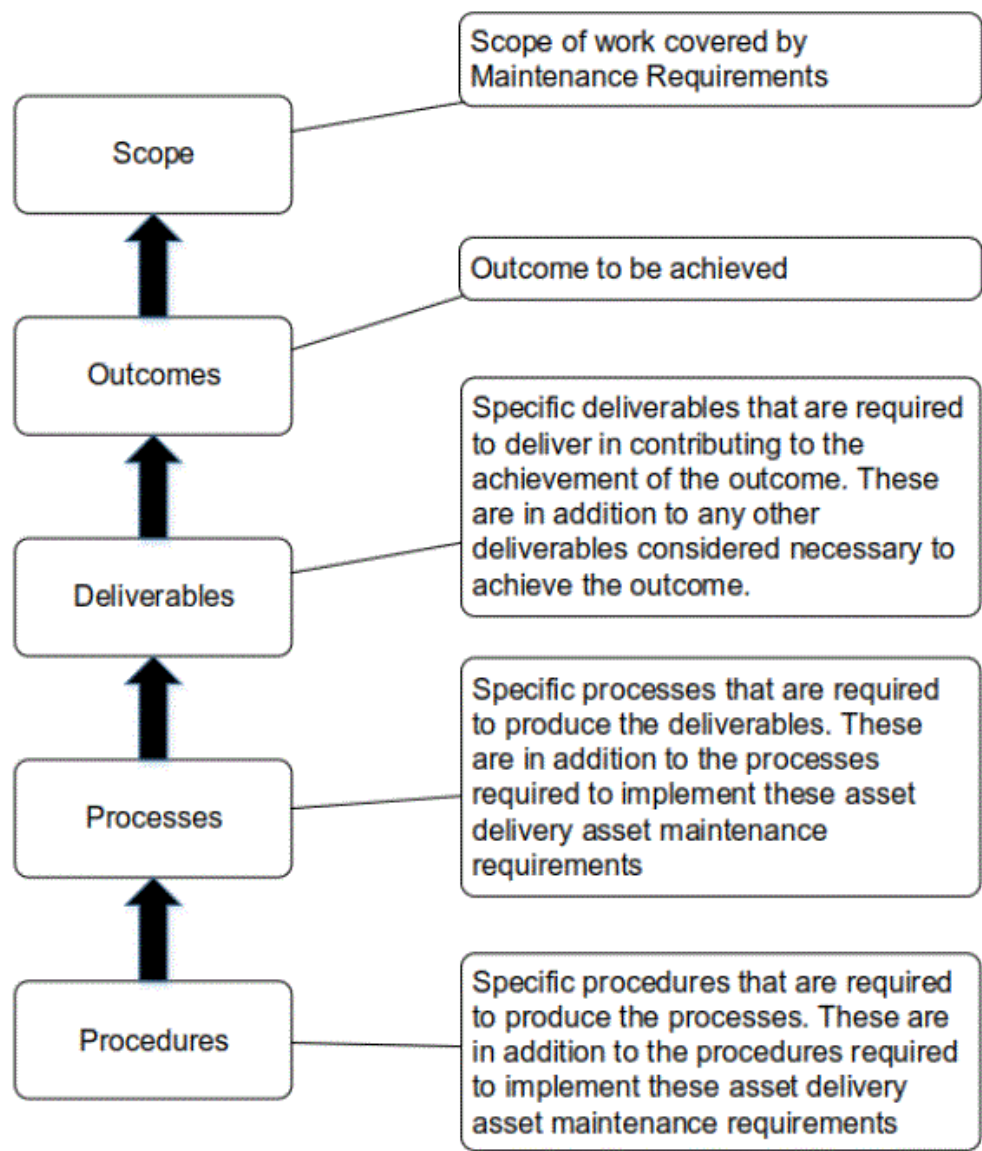 Scope of work covered by
Maintenance Requirements
Scope
Outcome to be achieved
Outcomes
Specific deliverables that are required
to deliver in contributing to the
achievement of the outcome. These
are in addition to any other
deliverables considered necessary to
achieve the outcome.
Deliverables
Specific processes that are required
to produce the deliverables. These
are in addition to the processes
required to implement these asset
delivery asset maintenance
requirements
Processes
Specific procedures that are required
to produce the processes. These are
in addition to the procedures required
to implement these asset delivery
asset maintenance requirements
Procedures